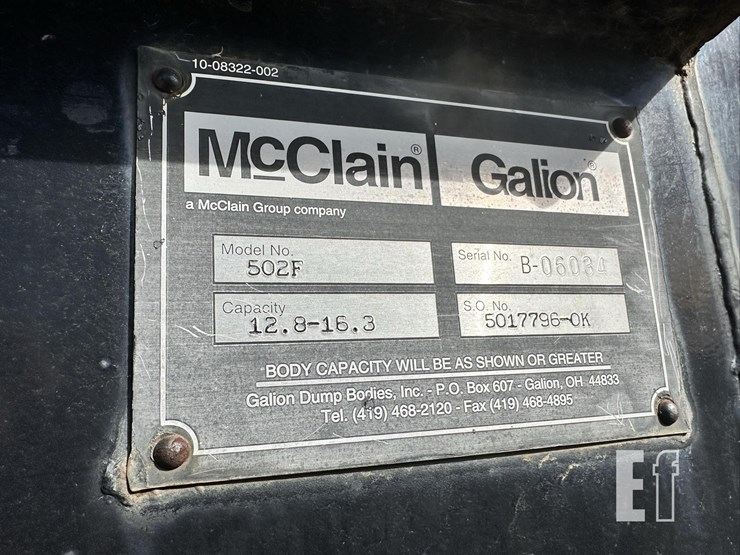 10-08322-002
McClain® Galion®
a McClain Group company
Model No. 502F
Serial No. B-06034
Capacity 12.8-16.3
S.O. No. 5017796-0K
BODY CAPACITY WILL BE AS SHOWN OR GREATER
Galion Dump Bodies, Inc. - P.O. Box 607 - Galion, OH 44833
Tel. (419) 468-2120 - Fax (419) 468-4895
Ef